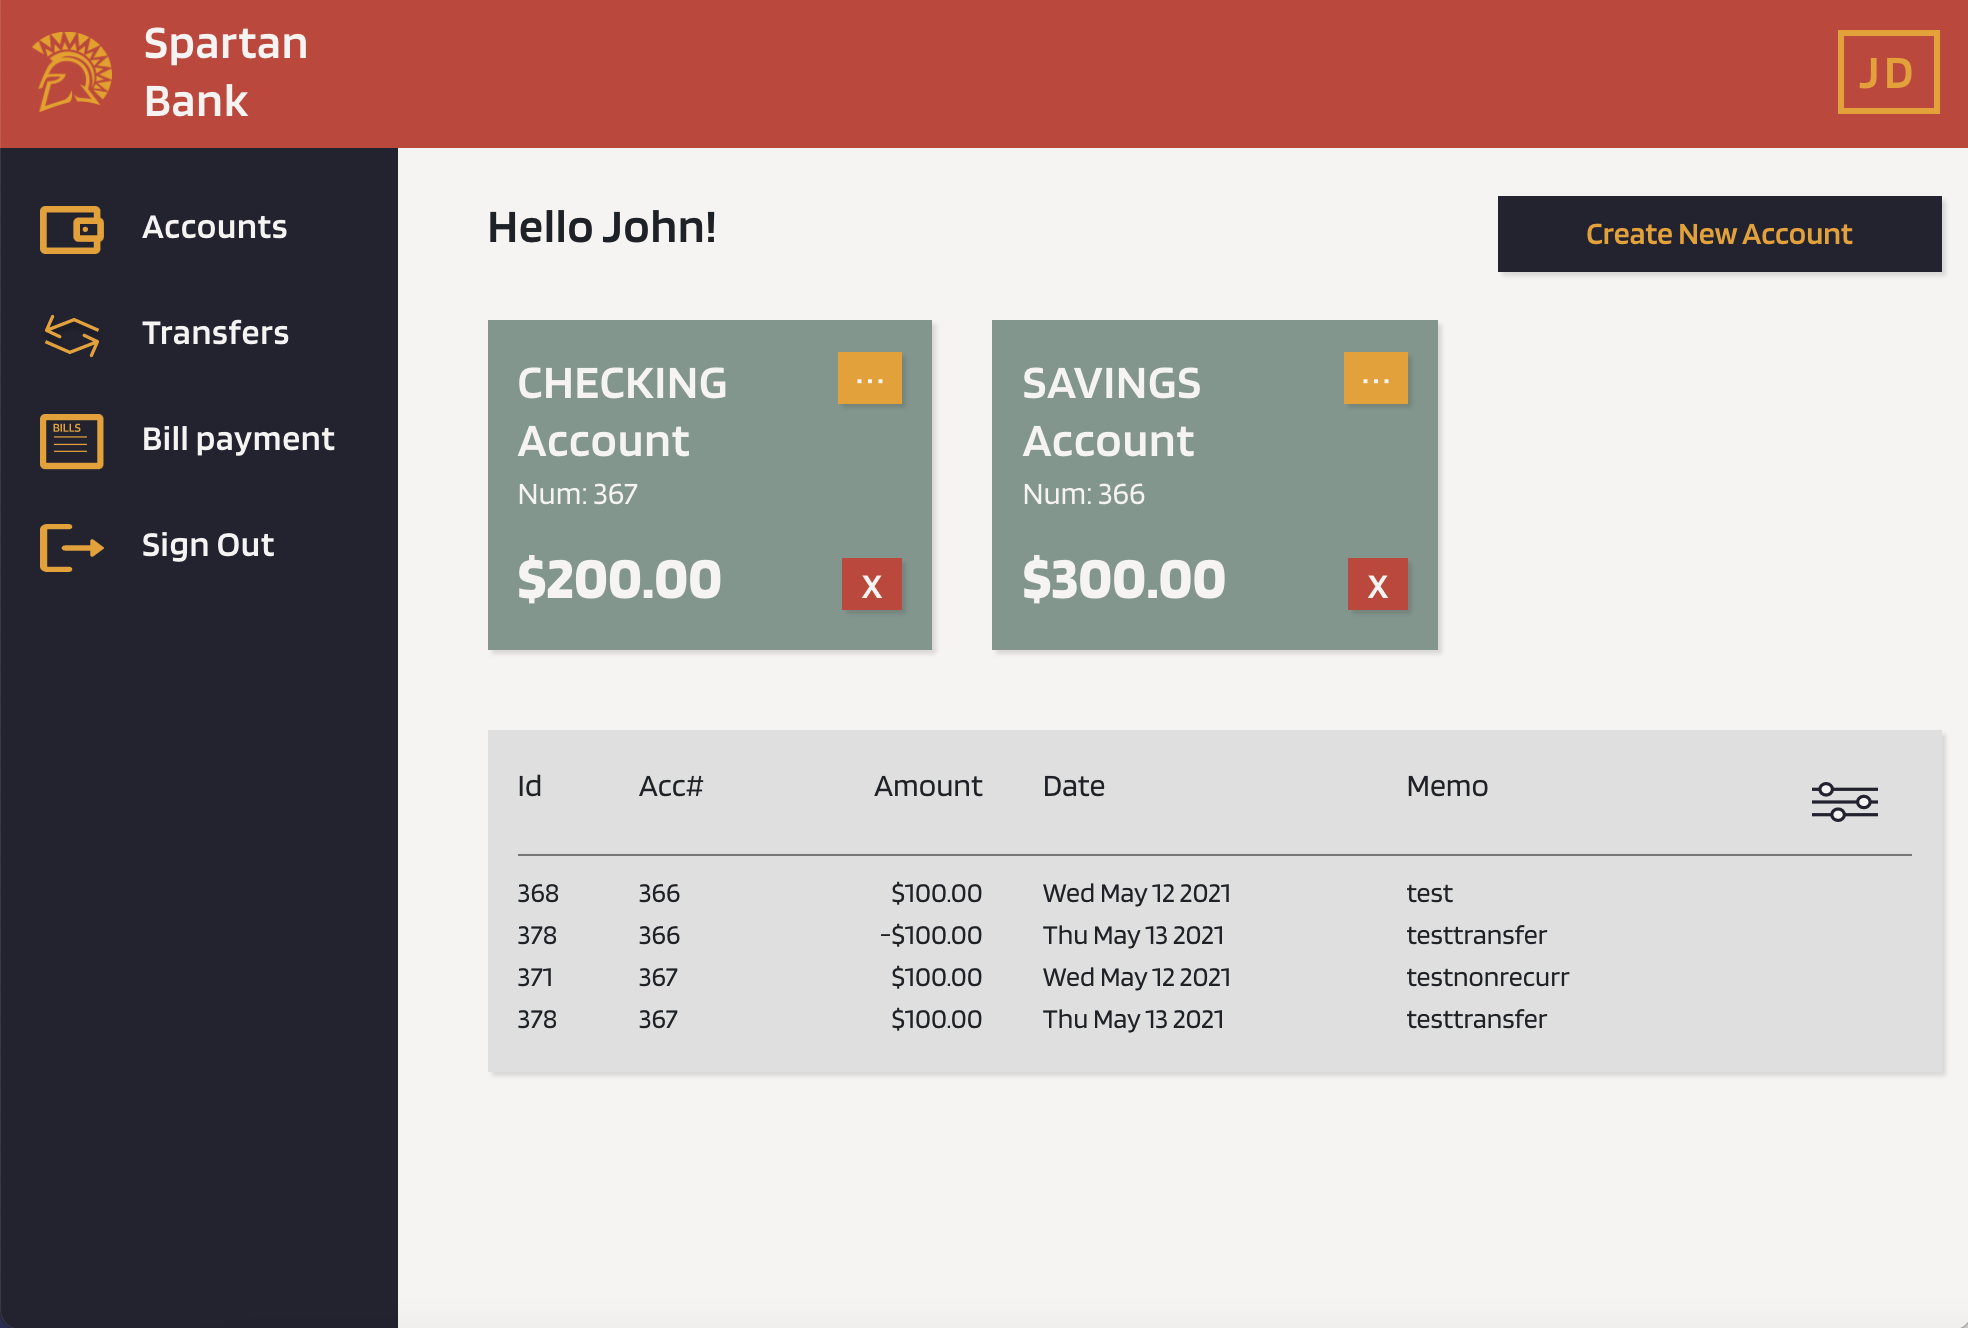 Spartan
Bank
JD
Accounts
Transfers
BILLS
Bill payment
Sign Out
Hello John!
Create New Account
CHECKING
Account
Num: 367
$200.00
...
X
SAVINGS
Account
Num: 366
$300.00
...
X
Id Acc# Amount Date Memo
368 366 $100.00 Wed May 12 2021 test
378 366 -$100.00 Thu May 13 2021 testtransfer
371 367 $100.00 Wed May 12 2021 testnonrecurr
378 367 $100.00 Thu May 13 2021 testtransfer